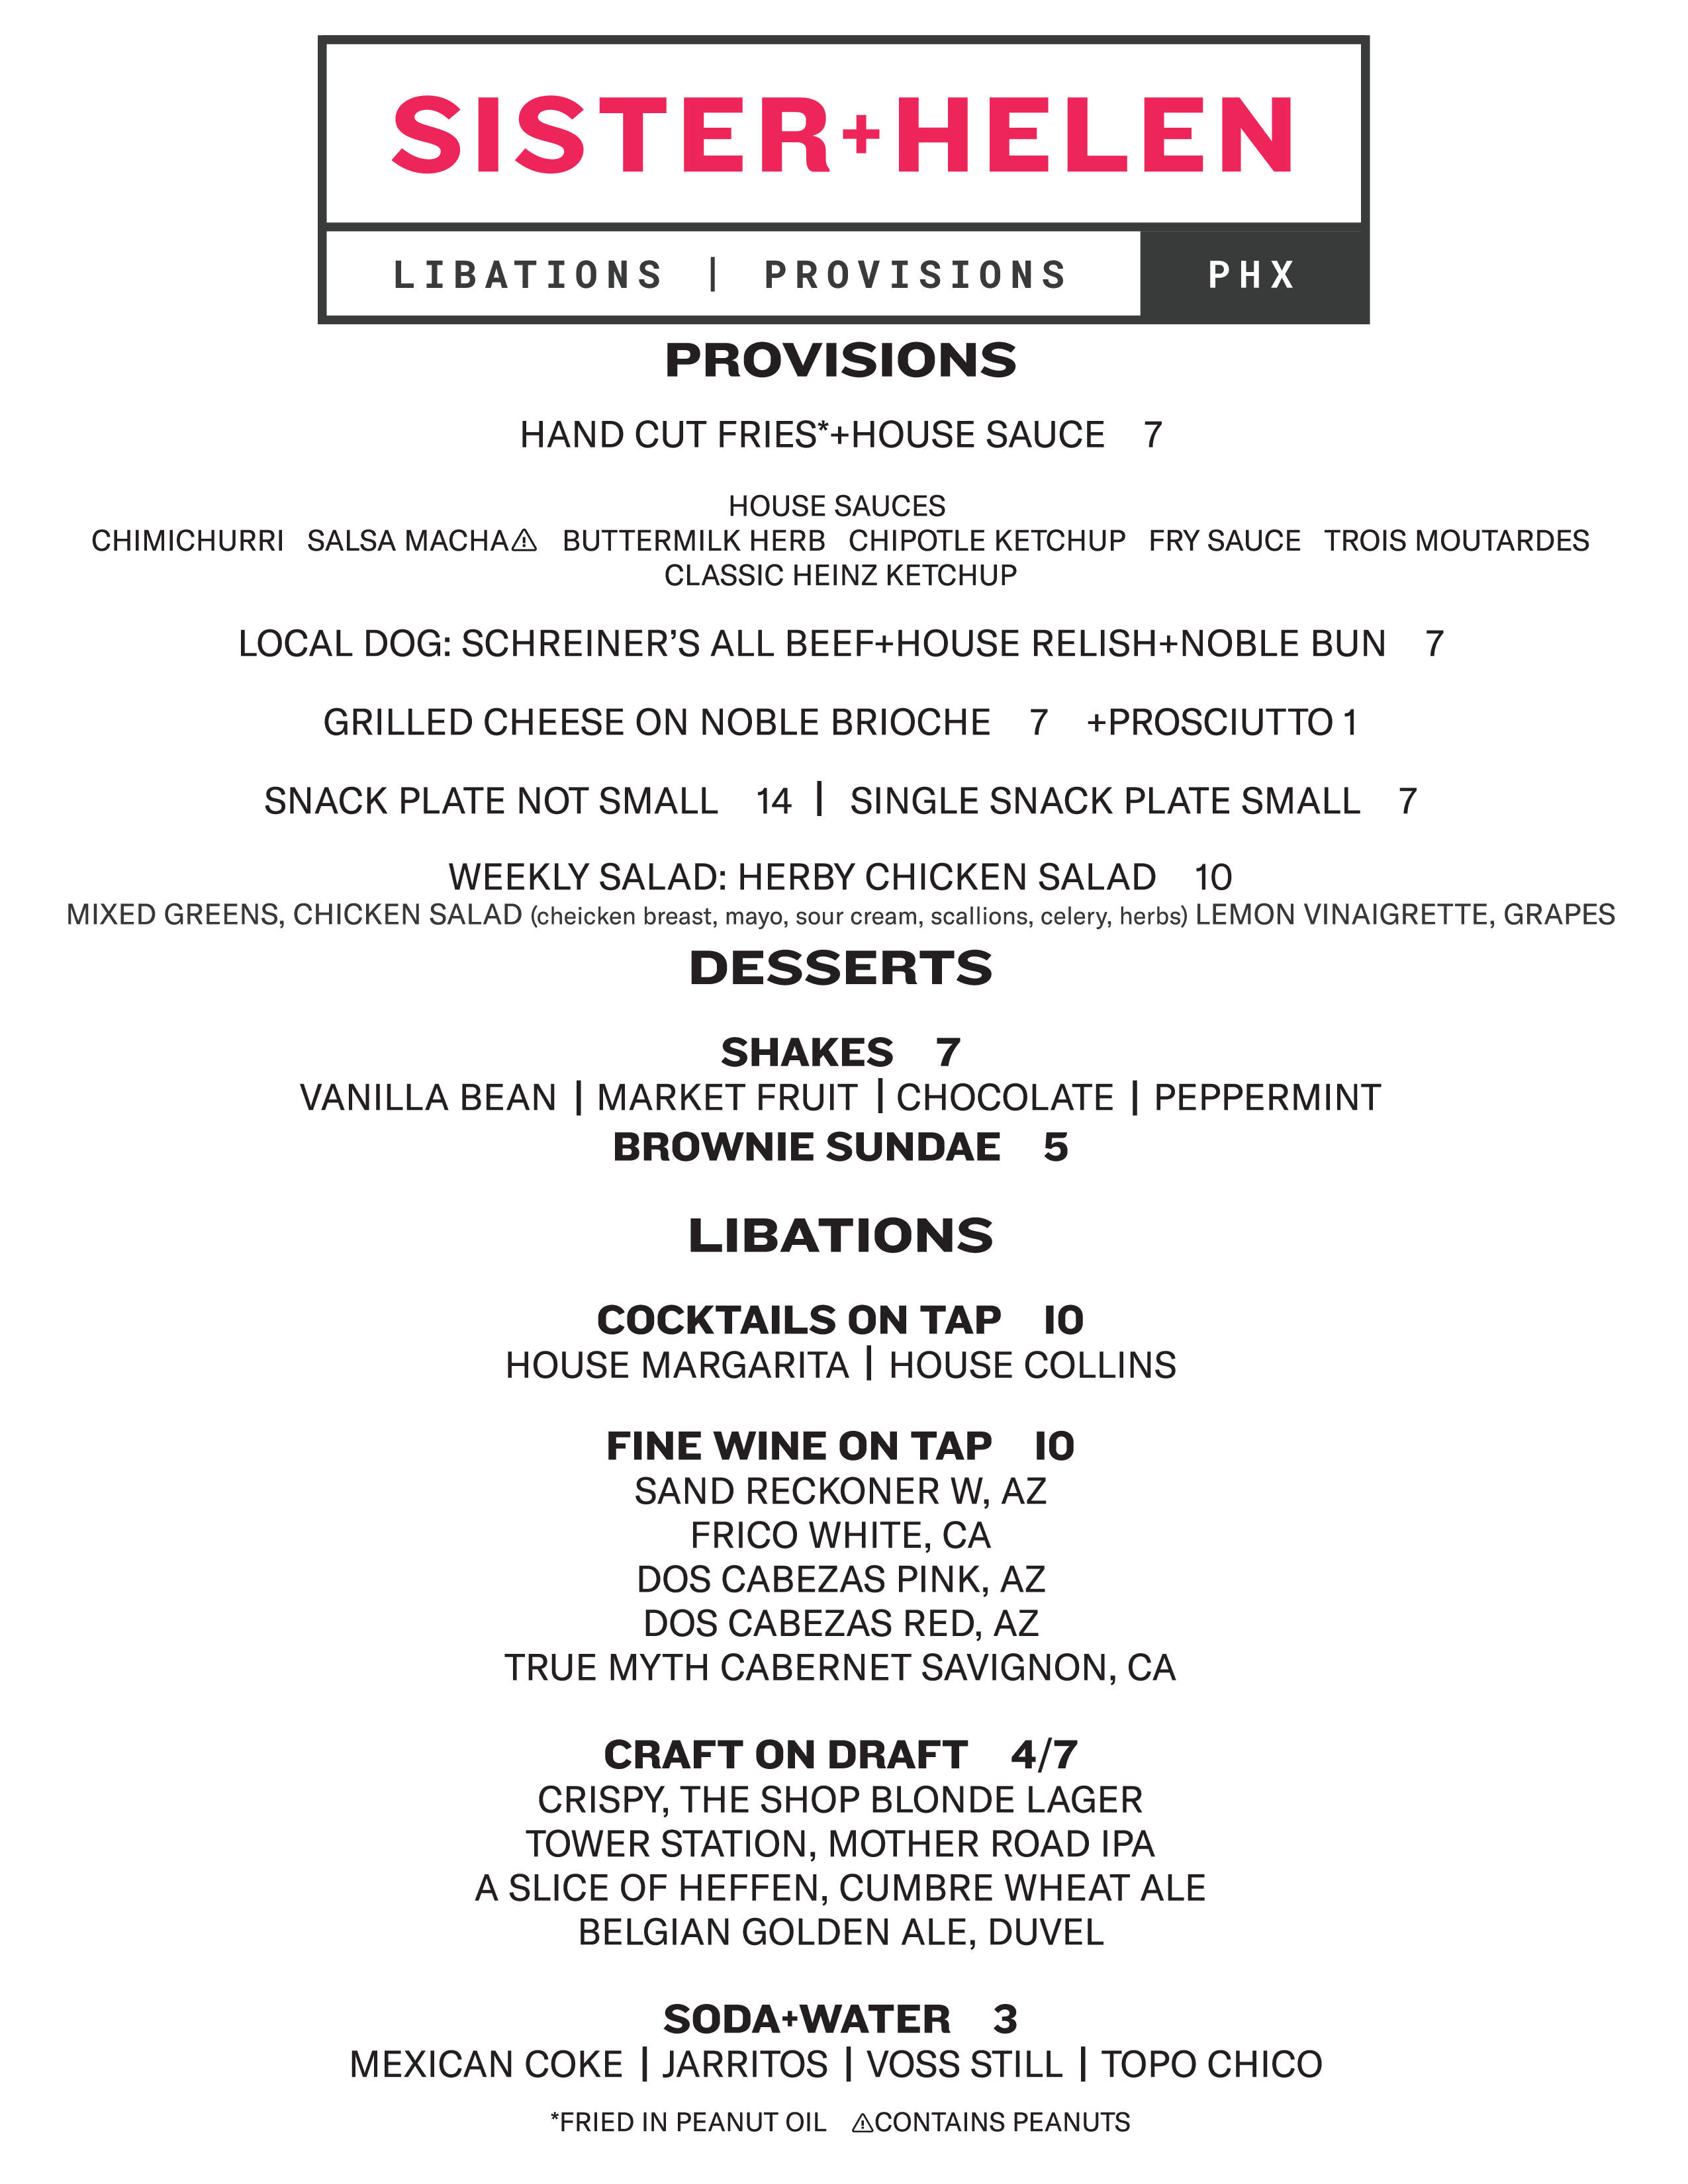 SISTER+HELEN
LIBATIONS | PROVISIONS PHX
PROVISIONS
HAND CUT FRIES*+HOUSE SAUCE 7
HOUSE SAUCES
CHIMICHURRI SALSA MACHA⚠ BUTTERMILK HERB CHIPOTLE KETCHUP FRY SAUCE TROIS MOUTARDES
CLASSIC HEINZ KETCHUP
LOCAL DOG: SCHREINER’S ALL BEEF+HOUSE RELISH+NOBLE BUN 7
GRILLED CHEESE ON NOBLE BRIOCHE 7 +PROSCIUTTO 1
SNACK PLATE NOT SMALL 14 | SINGLE SNACK PLATE SMALL 7
WEEKLY SALAD: HERBY CHICKEN SALAD 10
MIXED GREENS, CHICKEN SALAD (cheicken breast, mayo, sour cream, scallions, celery, herbs) LEMON VINAIGRETTE, GRAPES
DESSERTS
SHAKES 7
VANILLA BEAN | MARKET FRUIT | CHOCOLATE | PEPPERMINT
BROWNIE SUNDAE 5
LIBATIONS
COCKTAILS ON TAP 10
HOUSE MARGARITA | HOUSE COLLINS
FINE WINE ON TAP 10
SAND RECKONER W, AZ
FRICO WHITE, CA
DOS CABEZAS PINK, AZ
DOS CABEZAS RED, AZ
TRUE MYTH CABERNET SAVIGNON, CA
CRAFT ON DRAFT 4/7
CRISPY, THE SHOP BLONDE LAGER
TOWER STATION, MOTHER ROAD IPA
A SLICE OF HEFFEN, CUMBRE WHEAT ALE
BELGIAN GOLDEN ALE, DUVEL
SODA+WATER 3
MEXICAN COKE | JARRITOS | VOSS STILL | TOPO CHICO
*FRIED IN PEANUT OIL ⚠CONTAINS PEANUTS